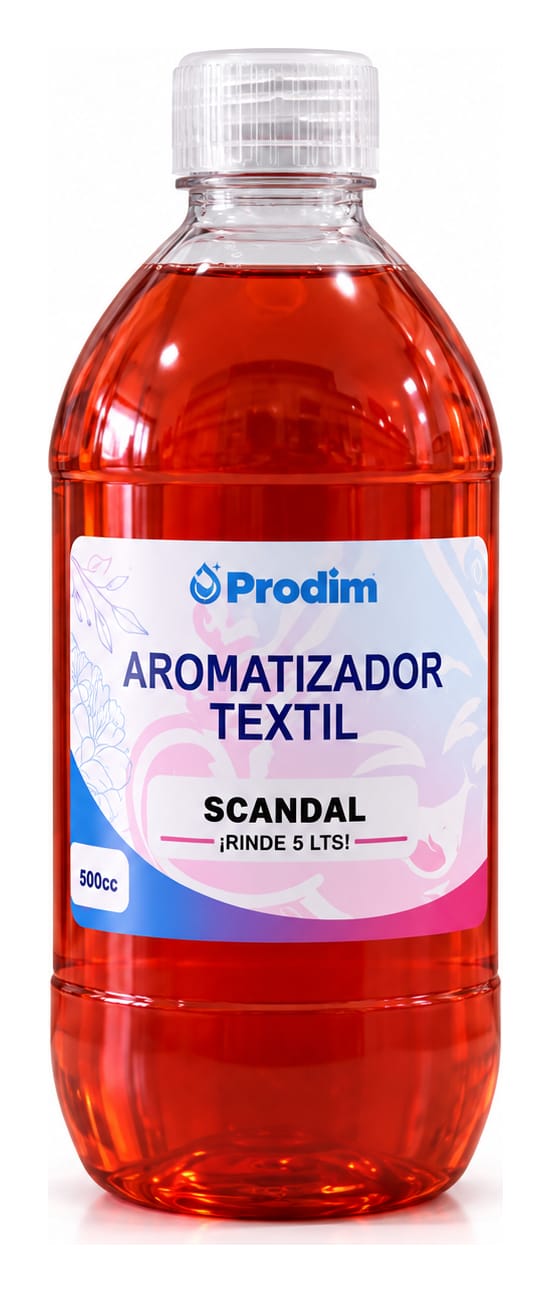 Prodim
AROMATIZADOR
TEXTIL
SCANDAL
¡RINDE 5 LTS!
500cc